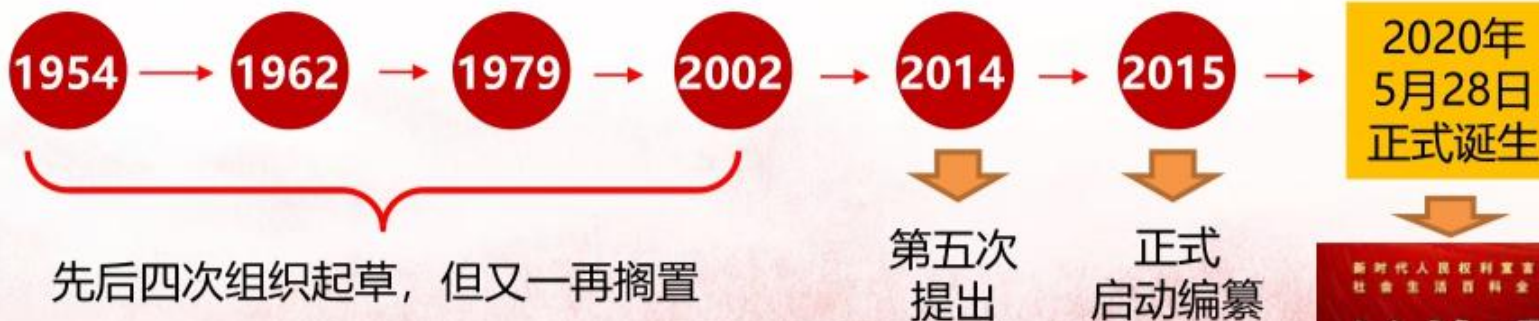 1954 → 1962 → 1979 → 2002 → 2014 → 2015 →
2020年
5月28日
正式诞生
先后四次组织起草，但又一再搁置
第五次
提出
正式
启动编纂
新时代人民权利宣言
社会生活百科全